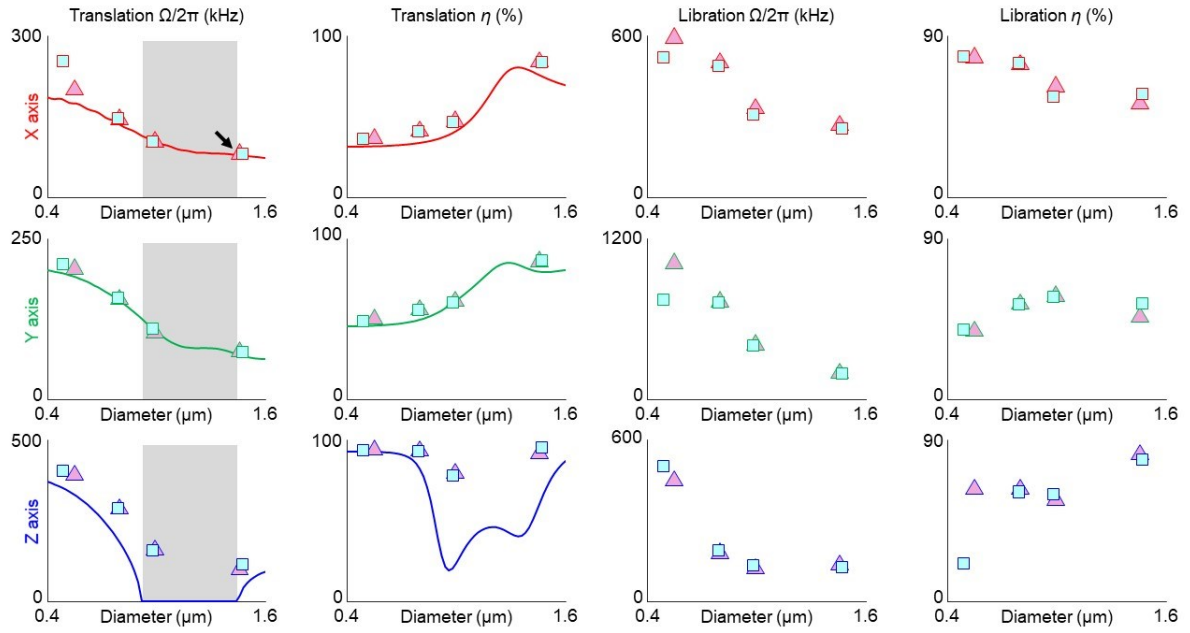 Translation Ω/2π (kHz)
Translation η (%)
Libration Ω/2π (kHz)
Libration η (%)
X axis
300
0
0.4
Diameter (μm)
1.6
100
0
0.4
Diameter (μm)
1.6
600
0
0.4
Diameter (μm)
1.6
90
0
0.4
Diameter (μm)
1.6
Y axis
250
0
0.4
Diameter (μm)
1.6
100
0
0.4
Diameter (μm)
1.6
1200
0
0.4
Diameter (μm)
1.6
90
0
0.4
Diameter (μm)
1.6
Z axis
500
0
0.4
Diameter (μm)
1.6
100
0
0.4
Diameter (μm)
1.6
600
0
0.4
Diameter (μm)
1.6
90
0
0.4
Diameter (μm)
1.6